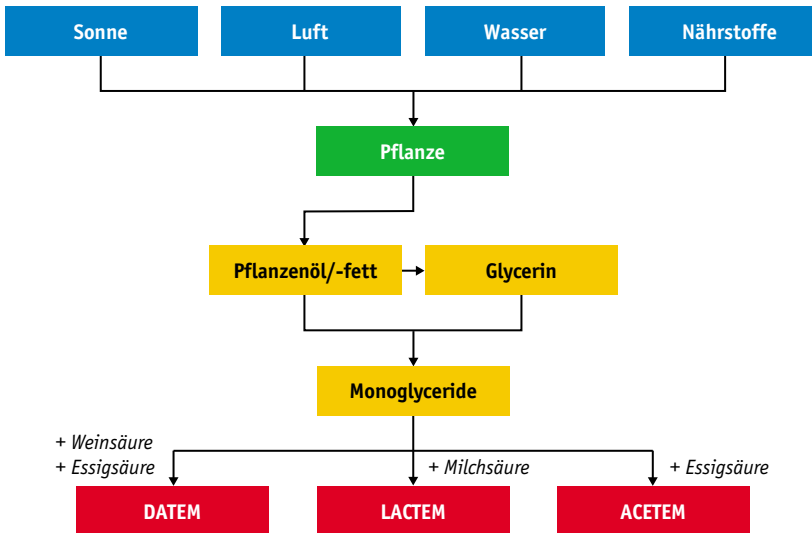 Sonne
Luft
Wasser
Nährstoffe
Pflanze
Pflanzenöl/-fett
Glycerin
Monoglyceride
+ Weinsäure
+ Essigsäure
+ Milchsäure
+ Essigsäure
DATEM
LACTEM
ACETEM